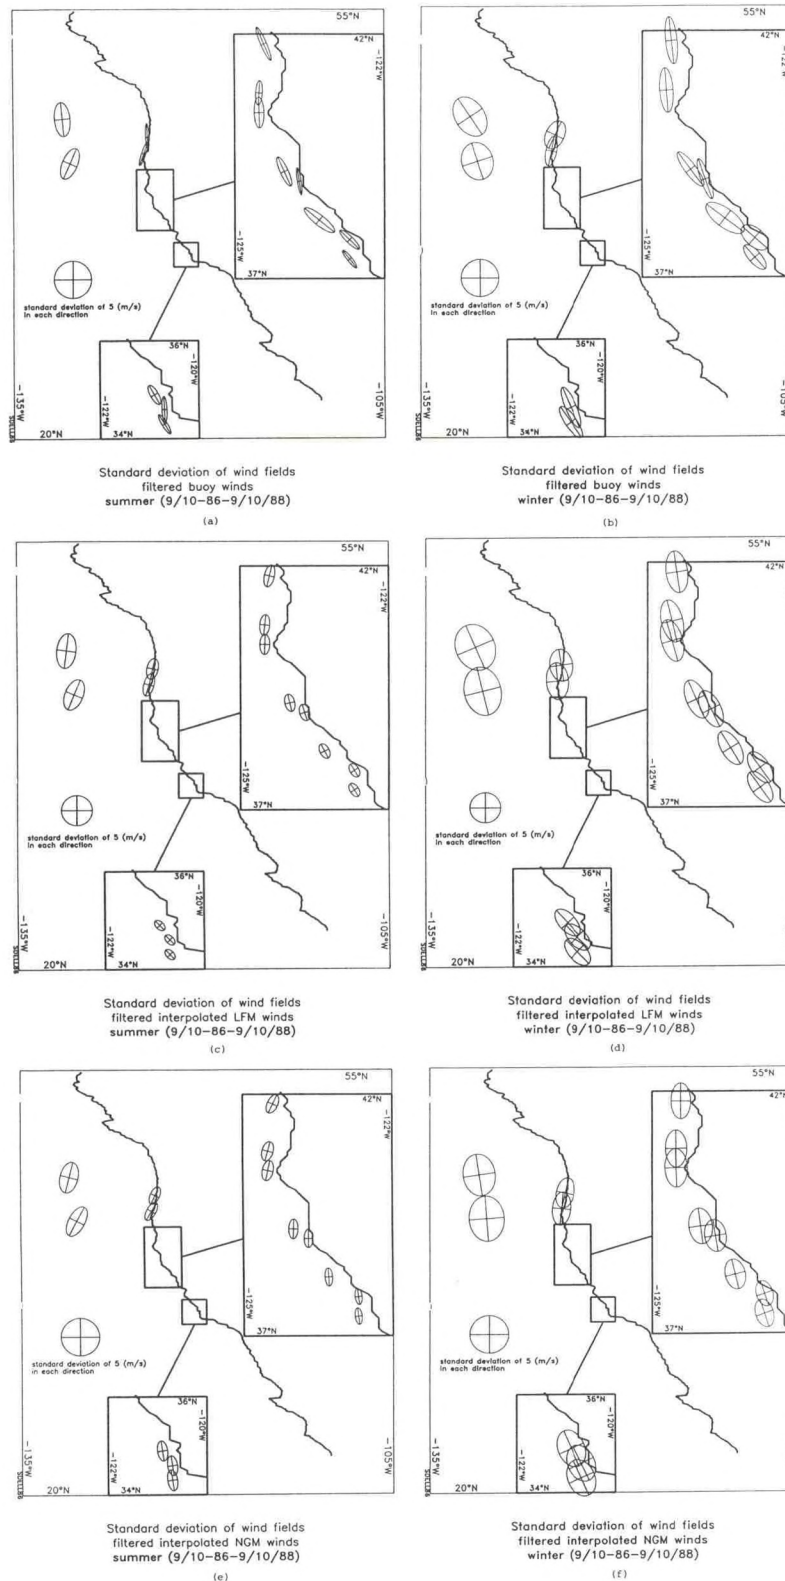 55°N
42°N
-122°W
-125°W
37°N
standard deviation of 5 (m/s)
in each direction
36°N
-120°W
-122°W
34°N
-135°W
-105°W
20°N
Standard deviation of wind fields
filtered buoy winds
summer (9/10-86-9/10/88)
(a)
55°N
42°N
-122°W
-125°W
37°N
standard deviation of 5 (m/s)
in each direction
36°N
-120°W
-122°W
34°N
-135°W
-105°W
20°N
Standard deviation of wind fields
filtered buoy winds
winter (9/10-86-9/10/88)
(b)
55°N
42°N
-122°W
-125°W
37°N
standard deviation of 5 (m/s)
in each direction
36°N
-120°W
-122°W
34°N
-135°W
-105°W
20°N
Standard deviation of wind fields
filtered interpolated LFM winds
summer (9/10-86-9/10/88)
(c)
55°N
42°N
-125°W
37°N
standard deviation of 5 (m/s)
in each direction
36°N
-120°W
-122°W
34°N
-135°W
20°N
Standard deviation of wind fields
filtered interpolated LFM winds
winter (9/10-86-9/10/88)
(d)
55°N
42°N
-122°W
-125°W
37°N
standard deviation of 5 (m/s)
in each direction
36°N
-120°W
-122°W
34°N
-135°W
-105°W
20°N
Standard deviation of wind fields
filtered interpolated NGM winds
summer (9/10-86-9/10/88)
(e)
55°N
42°N
-125°W
37°N
standard deviation of 5 (m/s)
in each direction
36°N
-120°W
-122°W
34°N
-135°W
20°N
Standard deviation of wind fields
filtered interpolated NGM winds
winter (9/10-86-9/10/88)
(f)